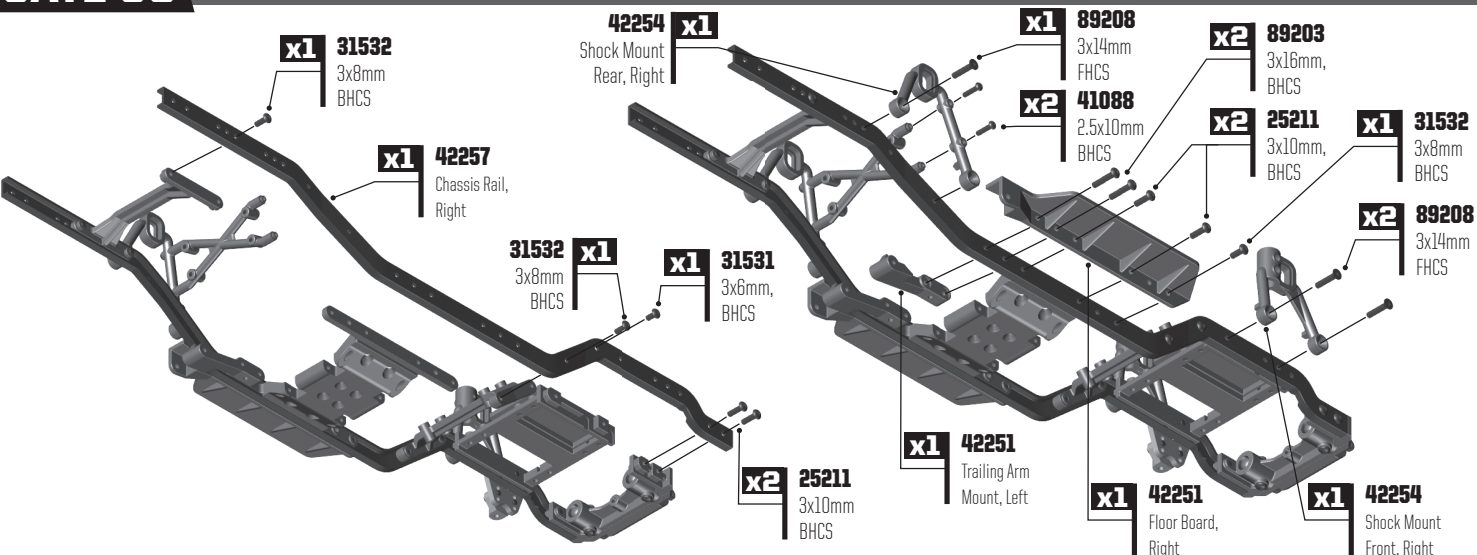 x1 31532
3x8mm
BHCS
x1 42257
Chassis Rail,
Right
31532 x1
3x8mm
BHCS
x1 31531
3x6mm,
BHCS
x2 25211
3x10mm
BHCS
42254 x1
Shock Mount
Rear, Right
x1 89208
3x14mm
FHCS
x2 41088
2.5x10mm
BHCS
x2 89203
3x16mm,
BHCS
x2 25211
3x10mm,
BHCS
x1 31532
3x8mm
BHCS
x2 89208
3x14mm
FHCS
x1 42251
Trailing Arm
Mount, Left
x1 42251
Floor Board,
Right
x1 42254
Shock Mount
Front, Right